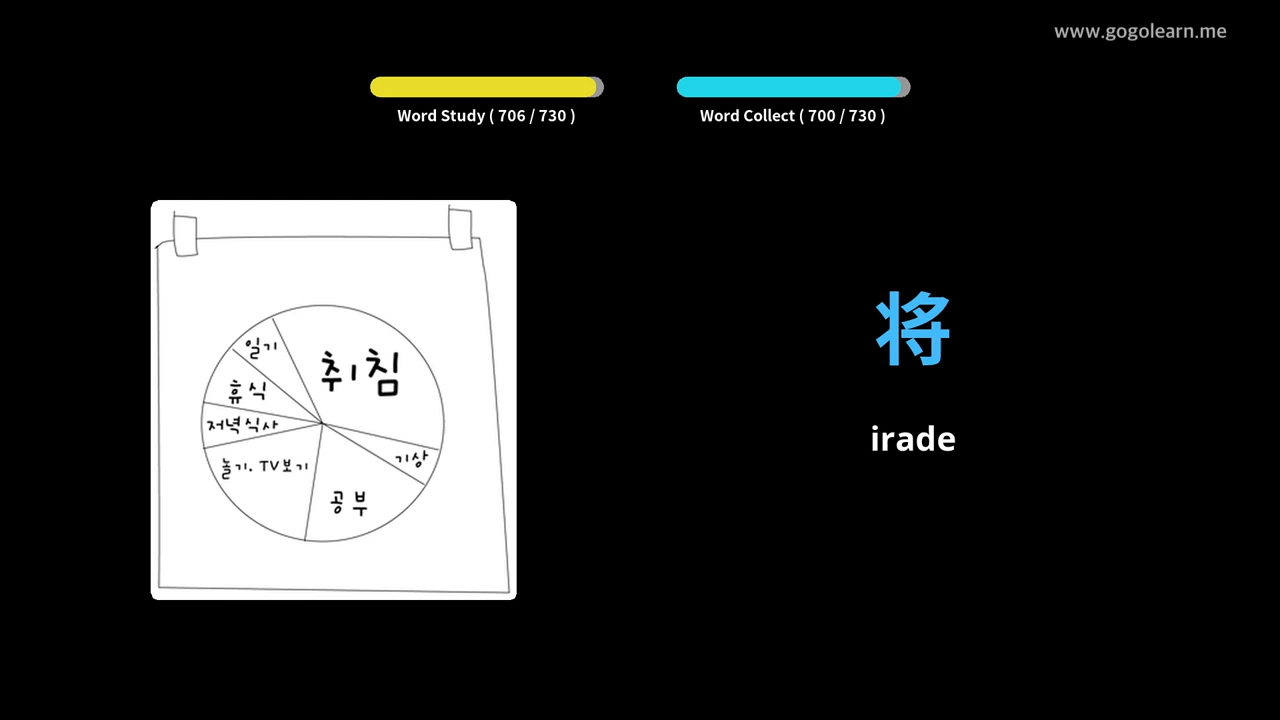 www.gogolearn.me
Word Study ( 706 / 730 )
Word Collect ( 700 / 730 )
일기
취침
휴식
저녁식사
놀기. TV보기
기상
공부
将
irade